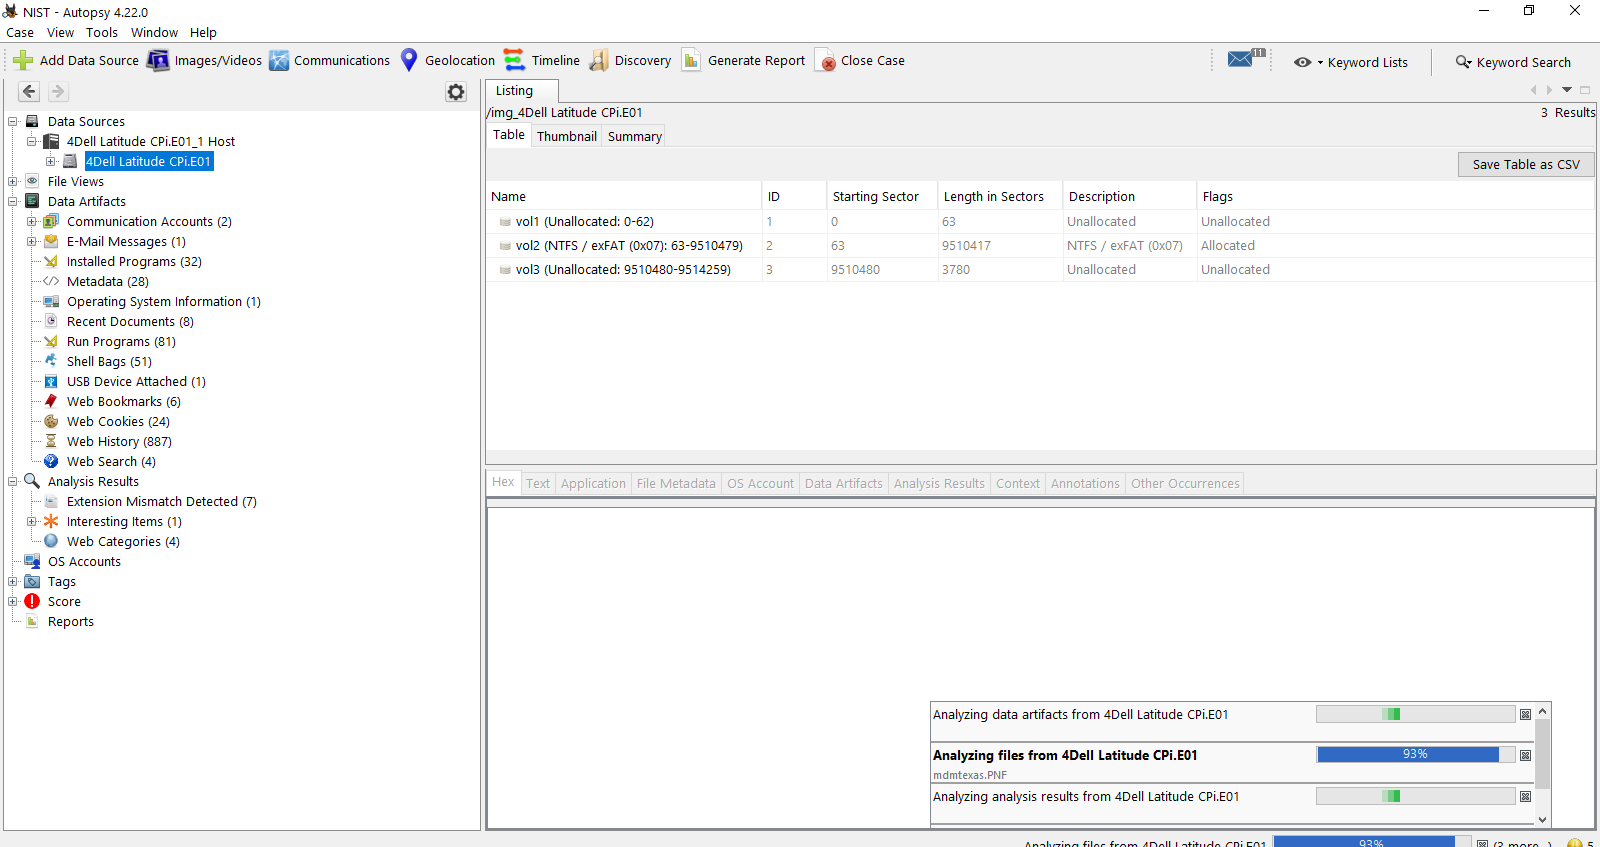 NIST - Autopsy 4.22.0
Case View Tools Window Help
Add Data Source Images/Videos Communications Geolocation Timeline Discovery Generate Report Close Case 11 Keyword Lists Keyword Search
Data Sources
4Dell Latitude CPi.E01_1 Host
4Dell Latitude CPi.E01
File Views
Data Artifacts
Communication Accounts (2)
E-Mail Messages (1)
Installed Programs (32)
Metadata (28)
Operating System Information (1)
Recent Documents (8)
Run Programs (81)
Shell Bags (51)
USB Device Attached (1)
Web Bookmarks (6)
Web Cookies (24)
Web History (887)
Web Search (4)
Analysis Results
Extension Mismatch Detected (7)
Interesting Items (1)
Web Categories (4)
OS Accounts
Tags
Score
Reports
Listing
/img_4Dell Latitude CPi.E01 3 Results
Table Thumbnail Summary
Save Table as CSV
Name ID Starting Sector Length in Sectors Description Flags
vol1 (Unallocated: 0-62) 1 0 63 Unallocated Unallocated
vol2 (NTFS / exFAT (0x07): 63-9510479) 2 63 9510417 NTFS / exFAT (0x07) Allocated
vol3 (Unallocated: 9510480-9514259) 3 9510480 3780 Unallocated Unallocated
Hex Text Application File Metadata OS Account Data Artifacts Analysis Results Context Annotations Other Occurrences
Analyzing data artifacts from 4Dell Latitude CPi.E01
Analyzing files from 4Dell Latitude CPi.E01 93%
mdmtexas.PNF
Analyzing analysis results from 4Dell Latitude CPi.E01
Analyzing files from 4Dell Latitude CPi.E01 93% (3 more...) 5